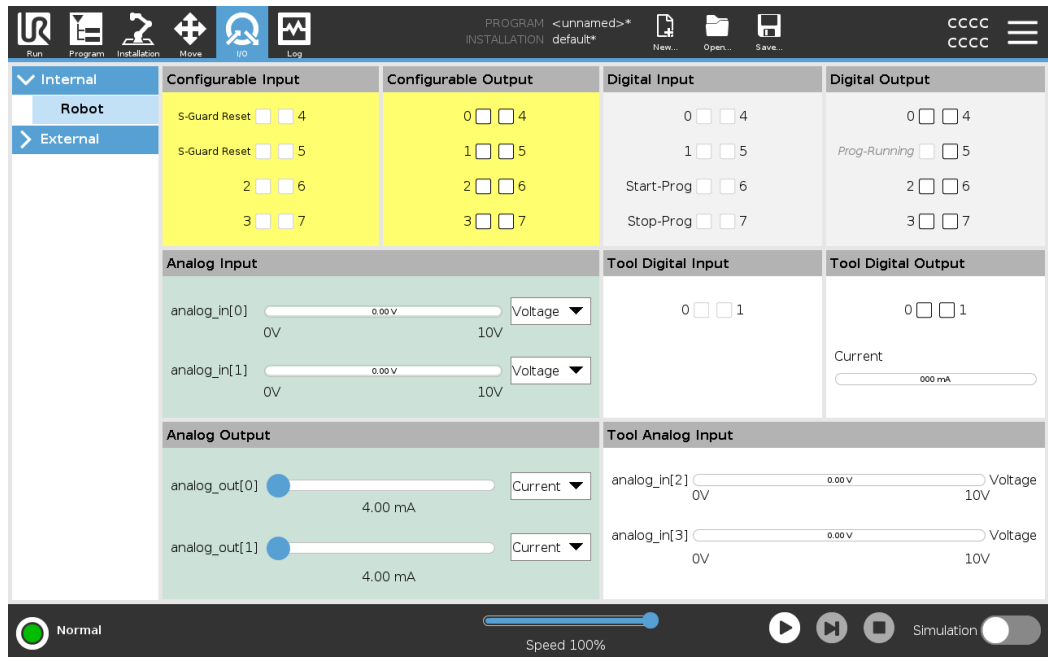 PROGRAM <unnamed>*
INSTALLATION default*
CCCC
CCCC
UR
Run
Program
Installation
Move
I/O
Log
New...
Open...
Save...
Internal
Robot
External
Configurable Input
S-Guard Reset 4
S-Guard Reset 5
2 6
3 7
Configurable Output
0 4
1 5
2 6
3 7
Digital Input
0 4
1 5
Start-Prog 6
Stop-Prog 7
Digital Output
0 4
Prog-Running 5
2 6
3 7
Analog Input
analog_in[0] 0.00 V Voltage
0V 10V
analog_in[1] 0.00 V Voltage
0V 10V
Tool Digital Input
0 1
Tool Digital Output
0 1
Current
000 mA
Analog Output
analog_out[0] Current
4.00 mA
analog_out[1] Current
4.00 mA
Tool Analog Input
analog_in[2] 0.00 V Voltage
0V 10V
analog_in[3] 0.00 V Voltage
0V 10V
Normal
Speed 100%
Simulation